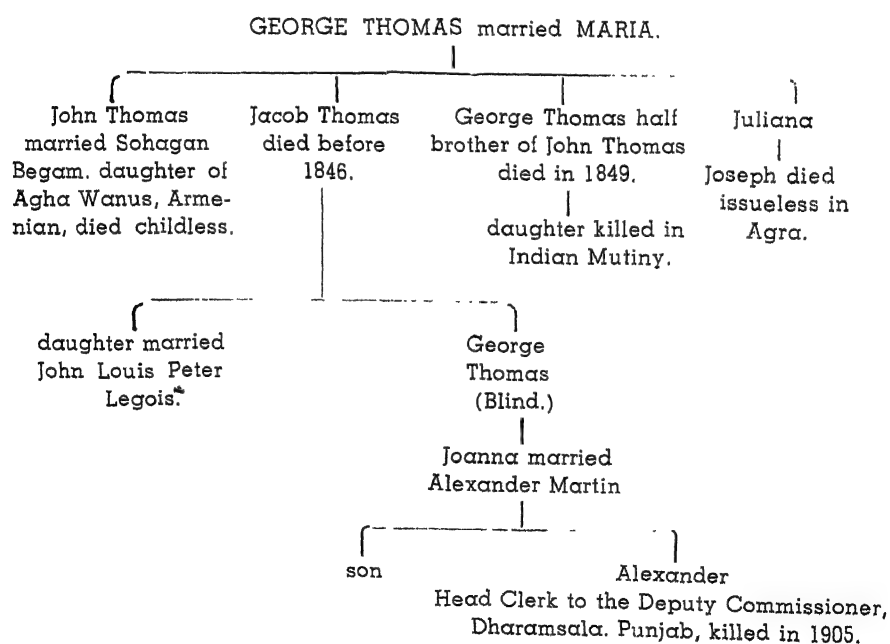 GEORGE THOMAS married MARIA.
John Thomas
married Sohagan
Begam. daughter of
Agha Wanus, Arme-
nian, died childless.
Jacob Thomas
died before
1846.
George Thomas half
brother of John Thomas
died in 1849.
daughter killed in
Indian Mutiny.
Juliana
Joseph died
issueless in
Agra.
daughter married
John Louis Peter
Legois.*
George
Thomas
(Blind.)
Joanna married
Alexander Martin
son
Alexander
Head Clerk to the Deputy Commissioner,
Dharamsala. Punjab, killed in 1905.